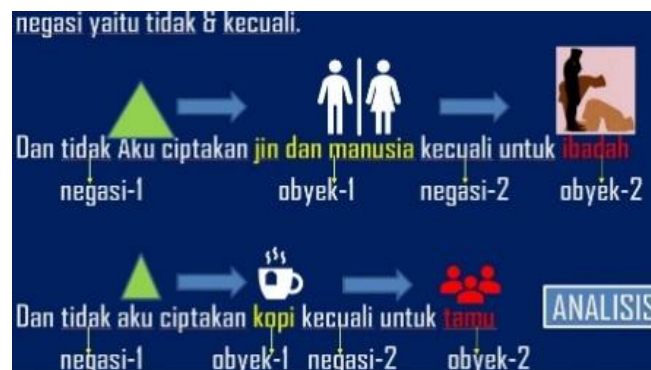 negasi yaitu tidak & kecuali.
Dan tidak Aku ciptakan jin dan manusia kecuali untuk ibadah
negasi-1 obyek-1 negasi-2 obyek-2
Dan tidak aku ciptakan kopi kecuali untuk tamu
ANALISIS
negasi-1 obyek-1 negasi-2 obyek-2